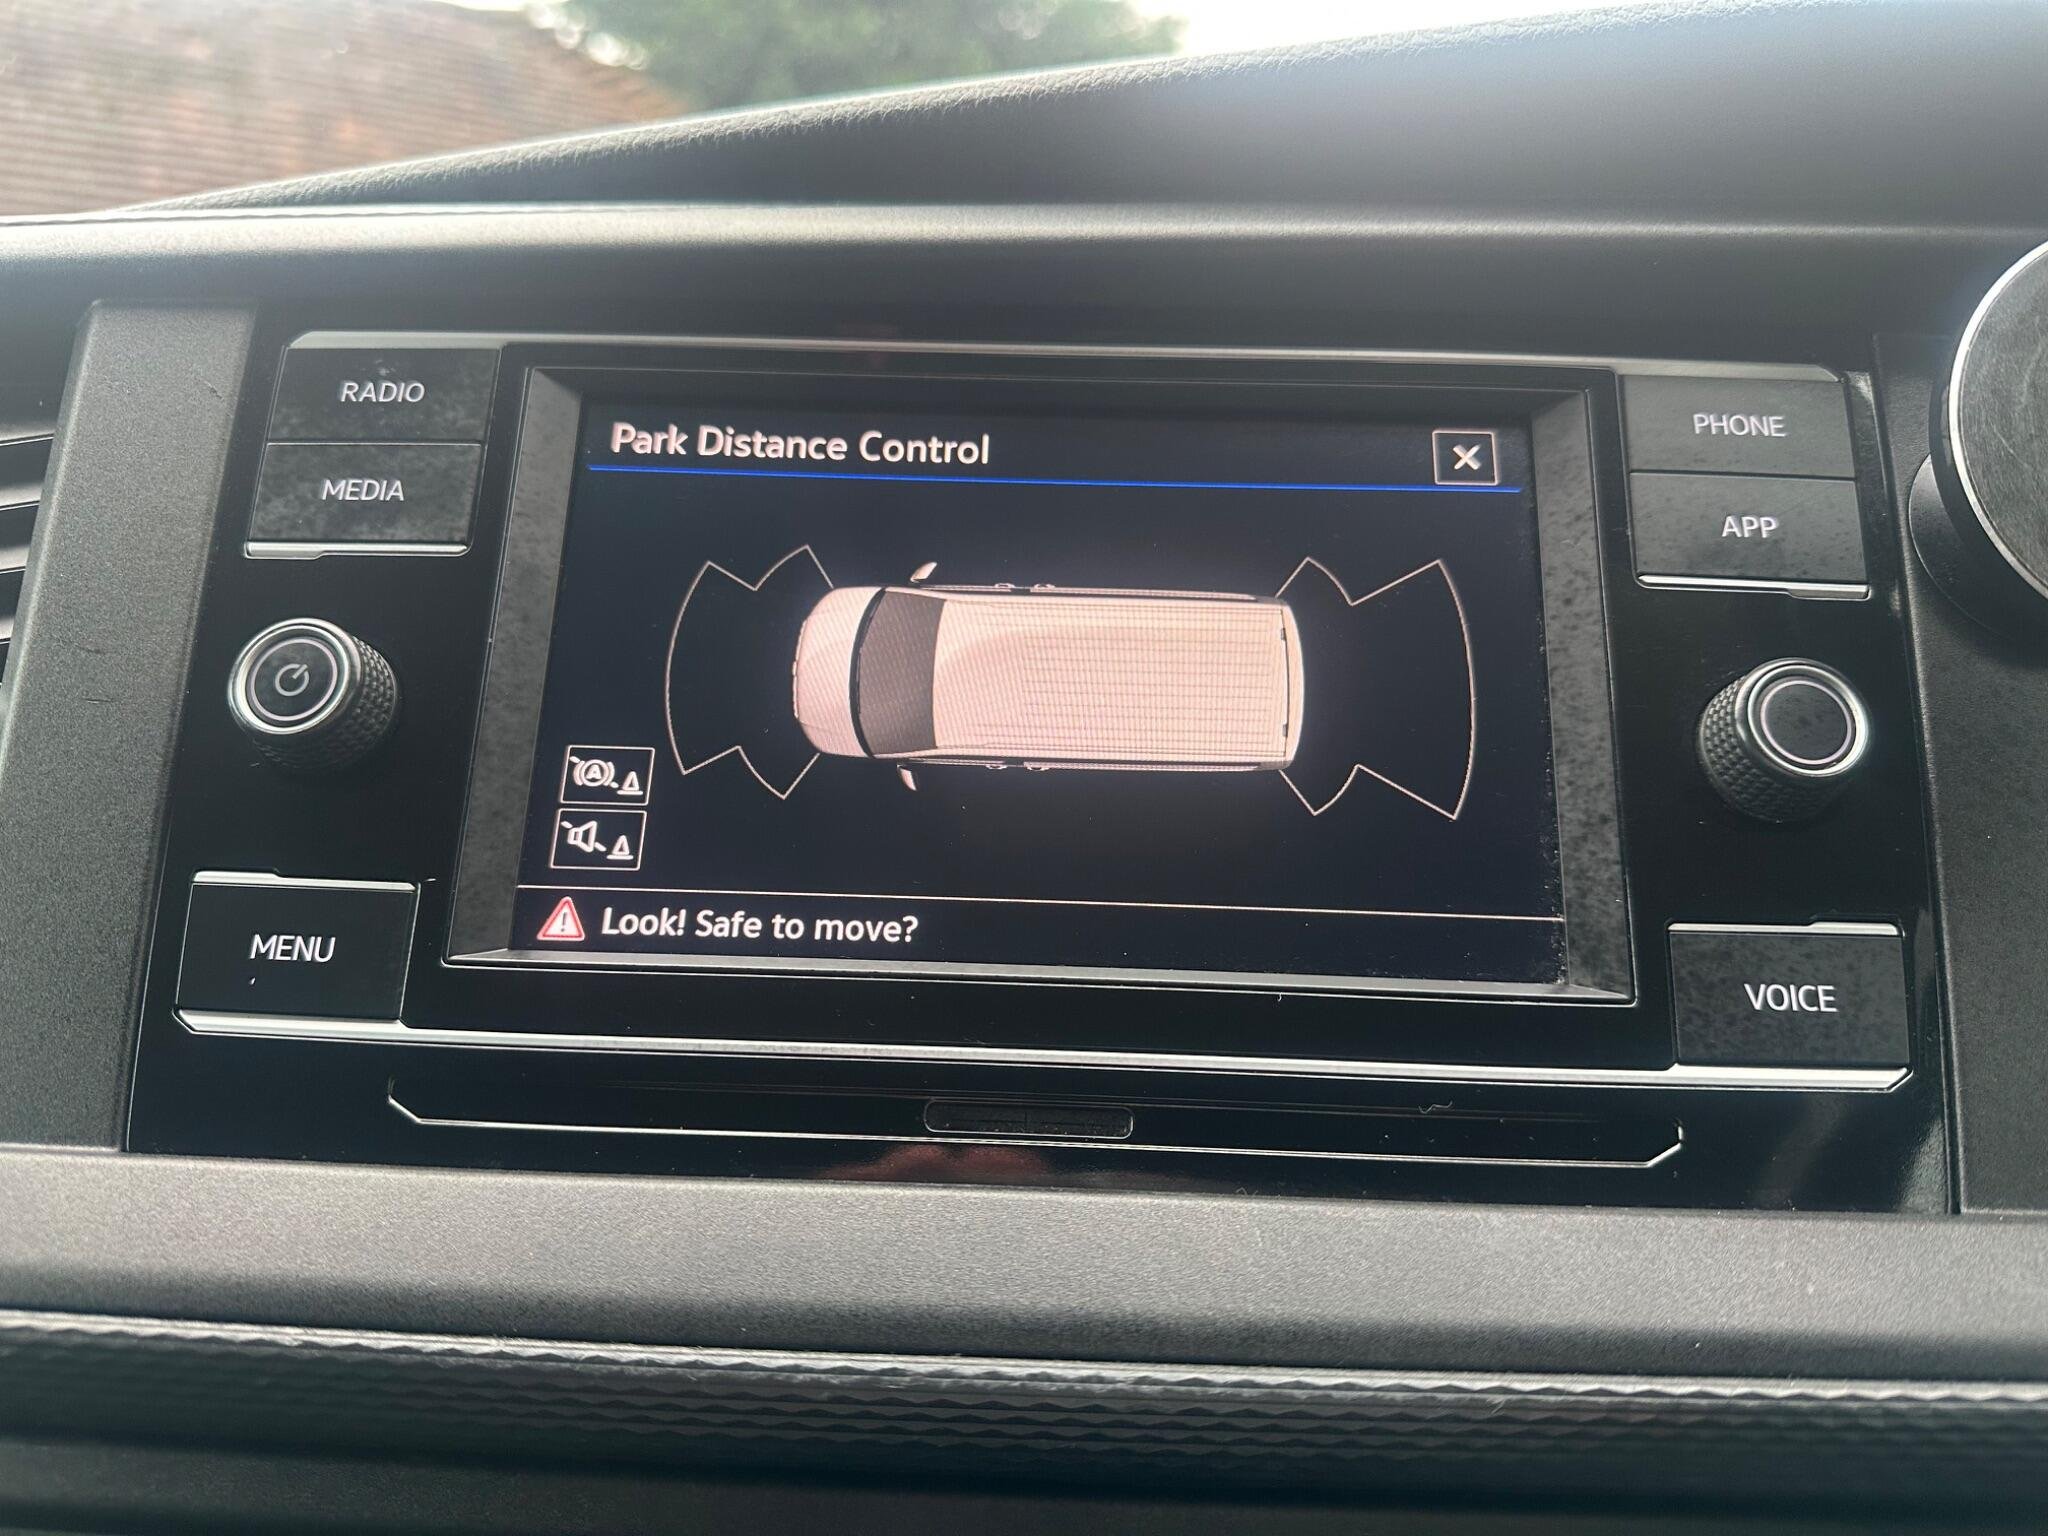 RADIO
MEDIA
Park Distance Control
PHONE
APP
A
MENU
Look! Safe to move?
VOICE